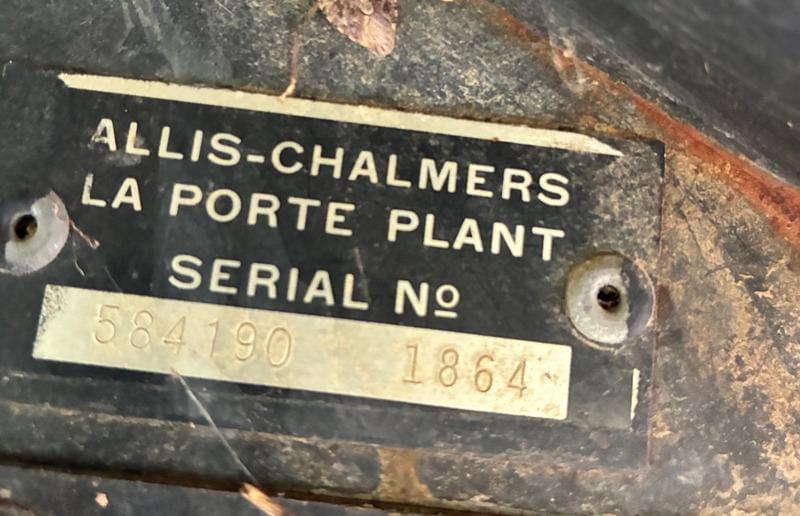 ALLIS-CHALMERS
LA PORTE PLANT
SERIAL Nº
584190 1864